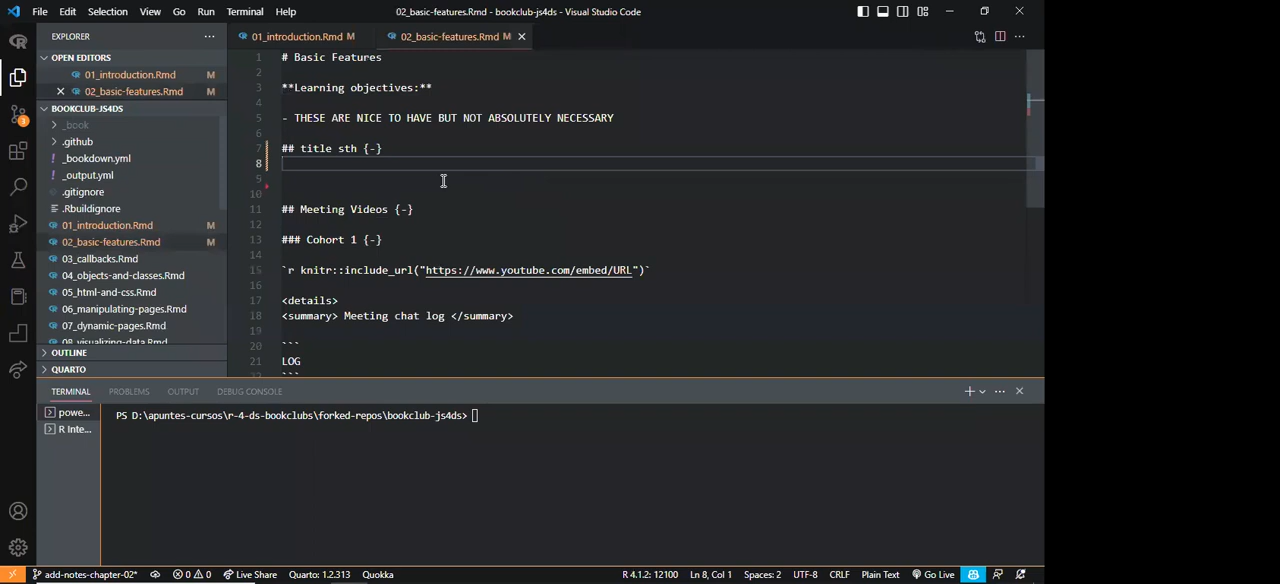 File Edit Selection View Go Run Terminal Help 02_basic-features.Rmd - bookclub-js4ds - Visual Studio Code
EXPLORER
01_introduction.Rmd M 02_basic-features.Rmd M
OPEN EDITORS
01_introduction.Rmd M
02_basic-features.Rmd M
BOOKCLUB-JS4DS
_book
.github
_bookdown.yml
_output.yml
.gitignore
.Rbuildignore
01_introduction.Rmd M
02_basic-features.Rmd M
03_callbacks.Rmd
04_objects-and-classes.Rmd
05_html-and-css.Rmd
06_manipulating-pages.Rmd
07_dynamic-pages.Rmd
08_visualizing-data.Rmd
OUTLINE
QUARTO
3
1 # Basic Features
2
3 **Learning objectives:**
4
5 - THESE ARE NICE TO HAVE BUT NOT ABSOLUTELY NECESSARY
6
7 ## title sth {-}
8
9
10
11 ## Meeting Videos {-}
12
13 ### Cohort 1 {-}
14
15 `r knitr::include_url("https://www.youtube.com/embed/URL")`
16
17 <details>
18 <summary> Meeting chat log </summary>
19
20 ```
21 LOG
22 ```
TERMINAL PROBLEMS OUTPUT DEBUG CONSOLE
powe...
R Inte...
PS D:\apuntes-cursos\r-4-ds-bookclubs\forked-repos\bookclub-js4ds>
add-notes-chapter-02* 0 0 Live Share Quarto: 1.2.313 Quokka R 4.1.2: 12100 Ln 8, Col 1 Spaces: 2 UTF-8 CRLF Plain Text Go Live